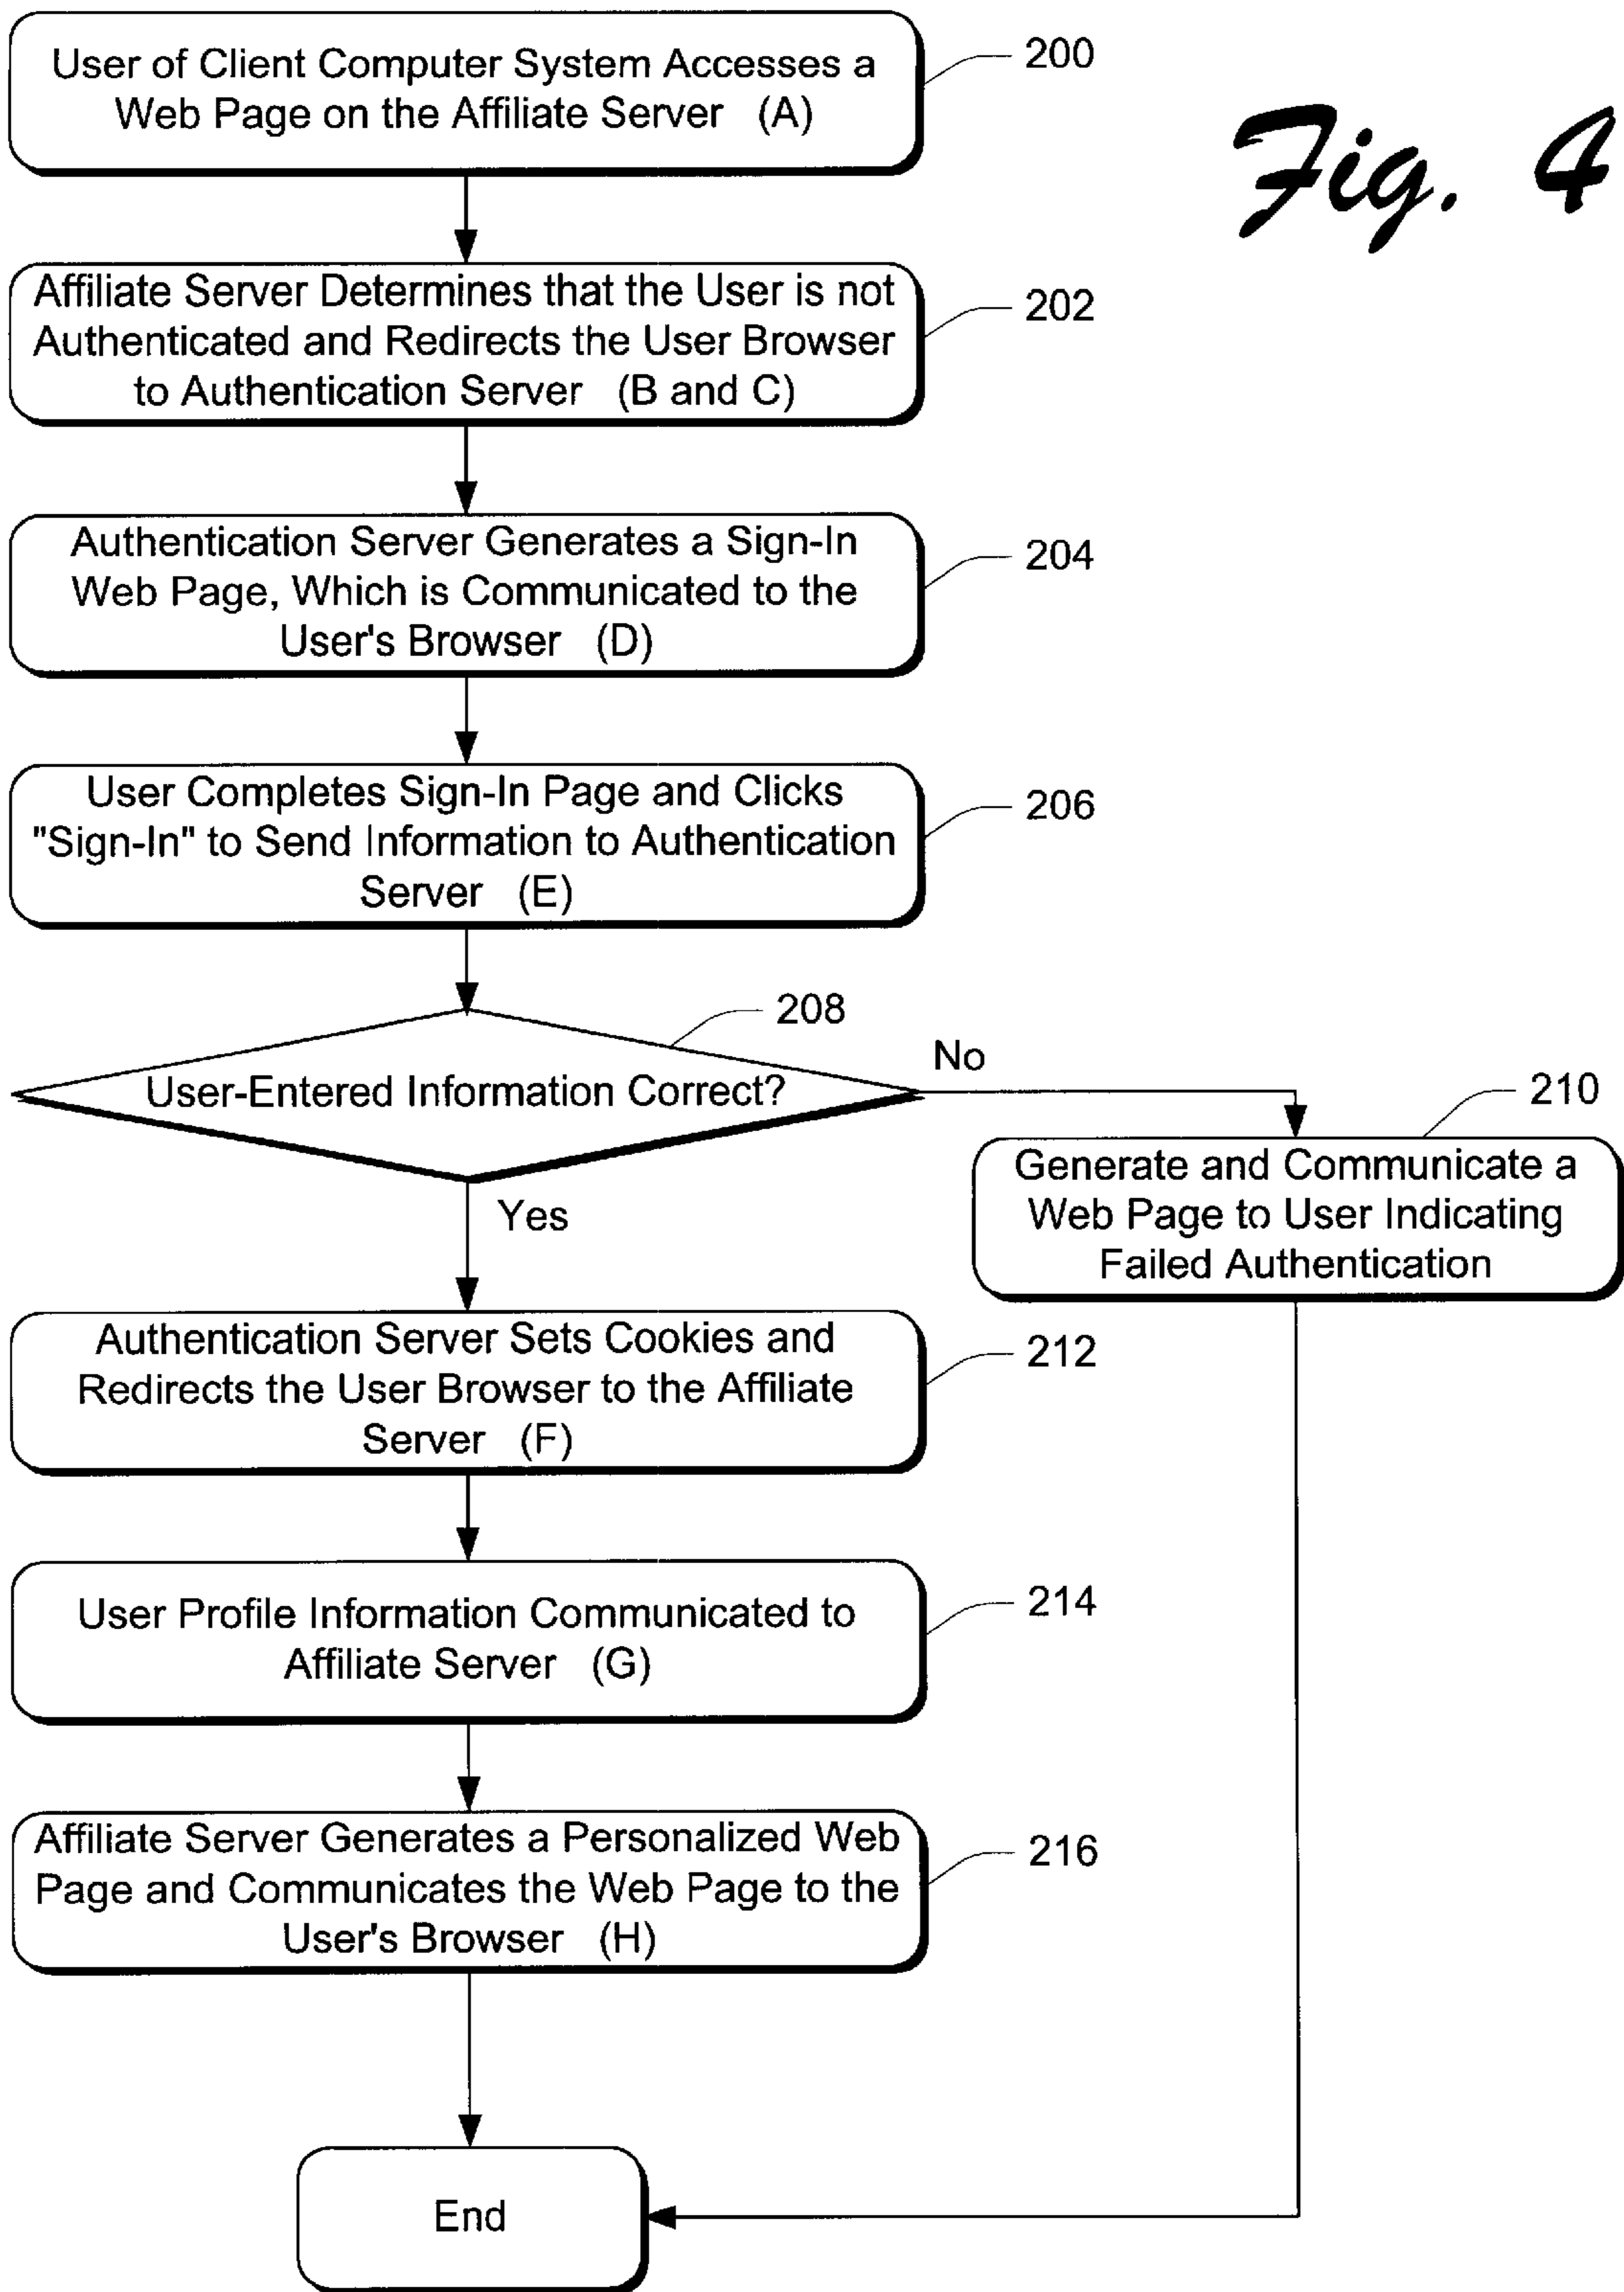 Fig. 4
User of Client Computer System Accesses a
Web Page on the Affiliate Server (A)
200
Affiliate Server Determines that the User is not
Authenticated and Redirects the User Browser
to Authentication Server (B and C)
202
Authentication Server Generates a Sign-In
Web Page, Which is Communicated to the
User's Browser (D)
204
User Completes Sign-In Page and Clicks
"Sign-In" to Send Information to Authentication
Server (E)
206
208
User-Entered Information Correct?
No
Yes
210
Generate and Communicate a
Web Page to User Indicating
Failed Authentication
Authentication Server Sets Cookies and
Redirects the User Browser to the Affiliate
Server (F)
212
User Profile Information Communicated to
Affiliate Server (G)
214
Affiliate Server Generates a Personalized Web
Page and Communicates the Web Page to the
User's Browser (H)
216
End